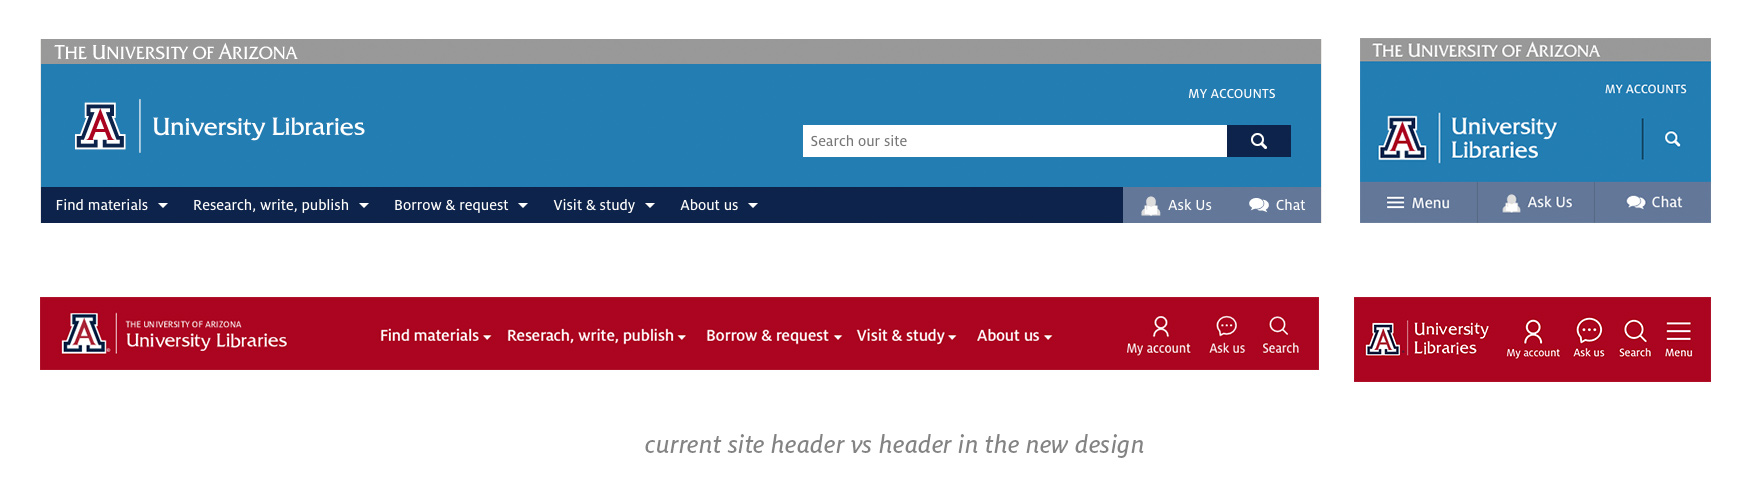 THE UNIVERSITY OF ARIZONA
A University Libraries
MY ACCOUNTS
Search our site
Find materials Research, write, publish Borrow & request Visit & study About us Ask Us Chat
THE UNIVERSITY OF ARIZONA
MY ACCOUNTS
A University
Libraries
Menu Ask Us Chat
A THE UNIVERSITY OF ARIZONA
University Libraries
Find materials Reserach, write, publish Borrow & request Visit & study About us
My account Ask us Search
A University
Libraries
My account Ask us Search Menu
current site header vs header in the new design